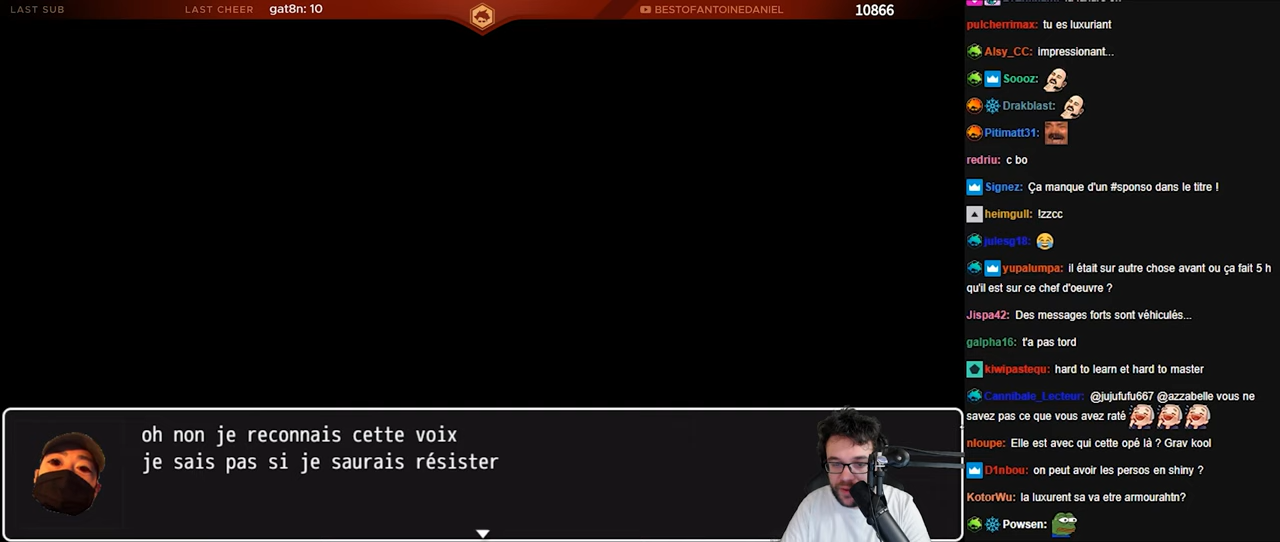 LAST SUB
LAST CHEER gat8n: 10
BESTOFANTOINEDANIEL
10866
pulcherrimax: tu es luxuriant
Alsy_CC: impressionant...
Soooz:
Drakblast:
Pitimatt31:
redriu: c bo
Signez: Ça manque d'un #sponso dans le titre !
heimgull: !zzcc
julesg18:
yupalumpa: il était sur autre chose avant ou ça fait 5 h
qu'il est sur ce chef d'oeuvre ?
Jispa42: Des messages forts sont véhiculés...
galpha16: t'a pas tord
kiwipastequ: hard to learn et hard to master
Cannibale_Lecteur: @jujufufu667 @azzabelle vous ne
savez pas ce que vous avez raté
nloupe: Elle est avec qui cette opé là ? Grav kool
D1nbou: on peut avoir les persos en shiny ?
KotorWu: la luxurent sa va etre armourahtn?
Powsen:
oh non je reconnais cette voix
je sais pas si je saurais résister